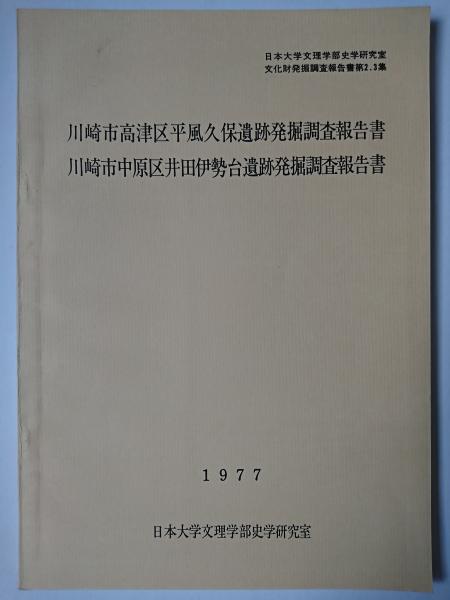 日本大学文理学部史学研究室
文化財発掘調査報告書第2.3集
川崎市高津区平風久保遺跡発掘調査報告書
川崎市中原区井田伊勢台遺跡発掘調査報告書
1977
日本大学文理学部史学研究室